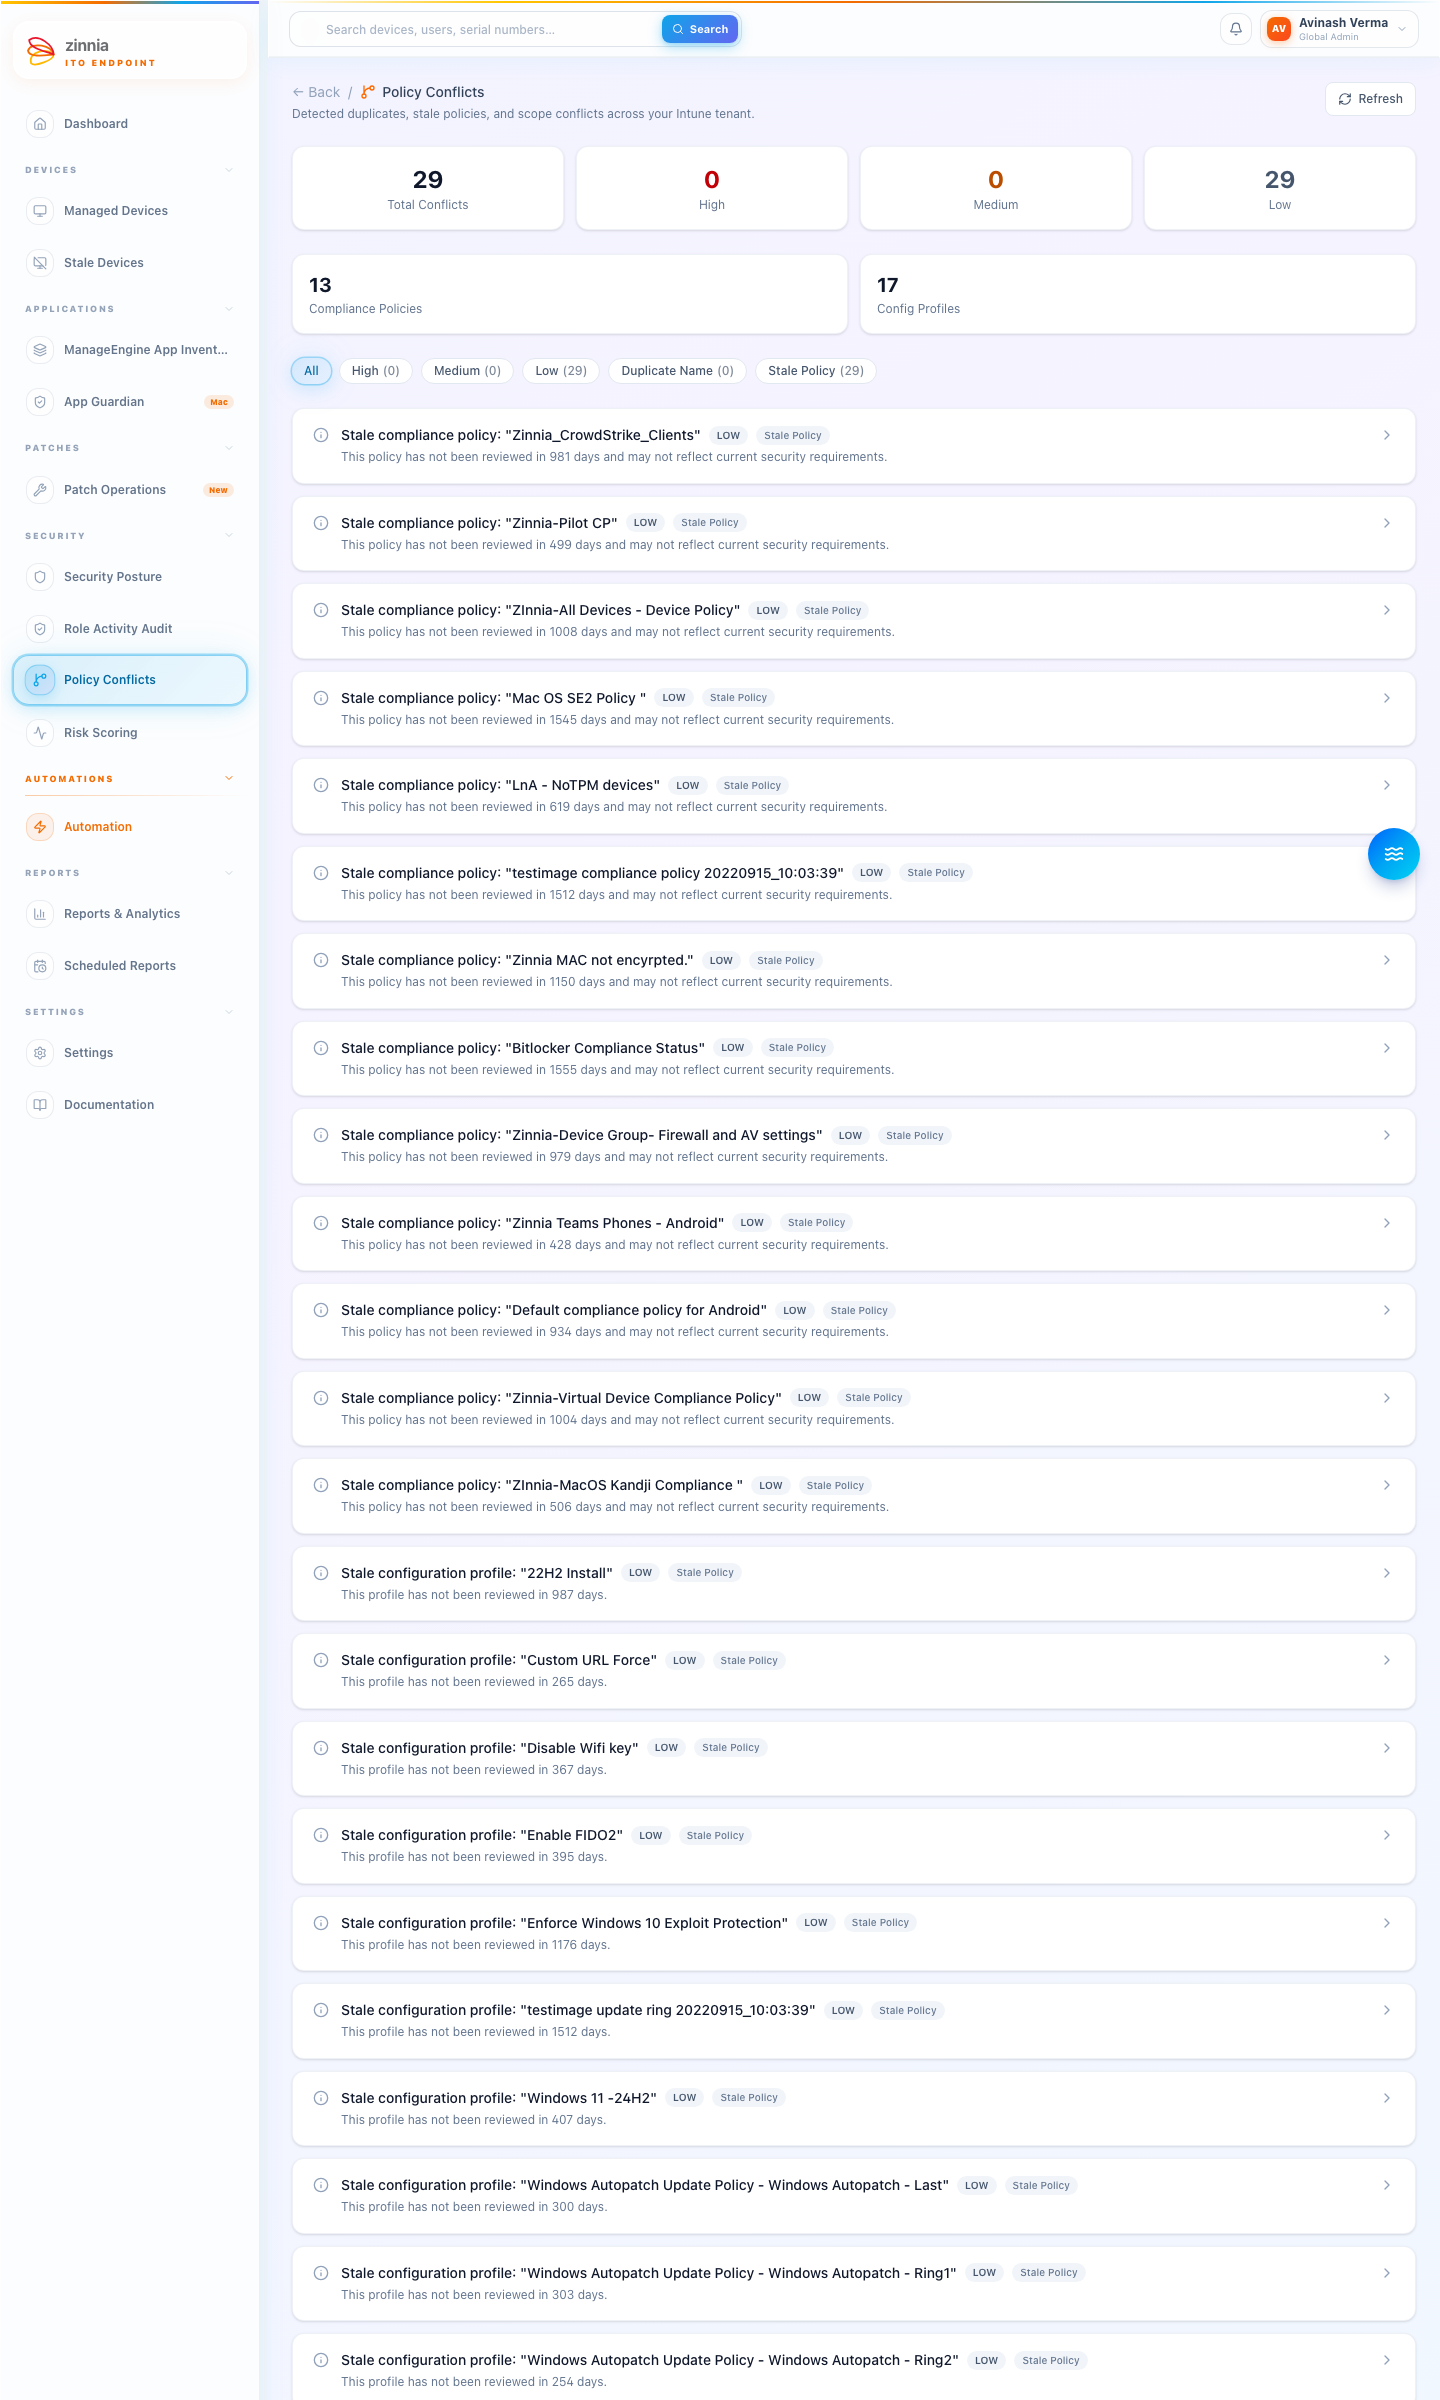 zinnia
ITO ENDPOINT
Search devices, users, serial numbers...
Search
AV
Avinash Verma
Global Admin
Dashboard
DEVICES
Managed Devices
Stale Devices
APPLICATIONS
ManageEngine App Invent...
App Guardian
Mac
PATCHES
Patch Operations
New
SECURITY
Security Posture
Role Activity Audit
Policy Conflicts
Risk Scoring
AUTOMATIONS
Automation
REPORTS
Reports & Analytics
Scheduled Reports
SETTINGS
Settings
Documentation
← Back / Policy Conflicts
Detected duplicates, stale policies, and scope conflicts across your Intune tenant.
Refresh
29
Total Conflicts
0
High
0
Medium
29
Low
13
Compliance Policies
17
Config Profiles
All
High (0)
Medium (0)
Low (29)
Duplicate Name (0)
Stale Policy (29)
Stale compliance policy: "Zinnia_CrowdStrike_Clients" LOW Stale Policy
This policy has not been reviewed in 981 days and may not reflect current security requirements.
Stale compliance policy: "Zinnia-Pilot CP" LOW Stale Policy
This policy has not been reviewed in 499 days and may not reflect current security requirements.
Stale compliance policy: "ZInnia-All Devices - Device Policy" LOW Stale Policy
This policy has not been reviewed in 1008 days and may not reflect current security requirements.
Stale compliance policy: "Mac OS SE2 Policy " LOW Stale Policy
This policy has not been reviewed in 1545 days and may not reflect current security requirements.
Stale compliance policy: "LnA - NoTPM devices" LOW Stale Policy
This policy has not been reviewed in 619 days and may not reflect current security requirements.
Stale compliance policy: "testimage compliance policy 20220915_10:03:39" LOW Stale Policy
This policy has not been reviewed in 1512 days and may not reflect current security requirements.
Stale compliance policy: "Zinnia MAC not encyrpted." LOW Stale Policy
This policy has not been reviewed in 1150 days and may not reflect current security requirements.
Stale compliance policy: "Bitlocker Compliance Status" LOW Stale Policy
This policy has not been reviewed in 1555 days and may not reflect current security requirements.
Stale compliance policy: "Zinnia-Device Group- Firewall and AV settings" LOW Stale Policy
This policy has not been reviewed in 979 days and may not reflect current security requirements.
Stale compliance policy: "Zinnia Teams Phones - Android" LOW Stale Policy
This policy has not been reviewed in 428 days and may not reflect current security requirements.
Stale compliance policy: "Default compliance policy for Android" LOW Stale Policy
This policy has not been reviewed in 934 days and may not reflect current security requirements.
Stale compliance policy: "Zinnia-Virtual Device Compliance Policy" LOW Stale Policy
This policy has not been reviewed in 1004 days and may not reflect current security requirements.
Stale compliance policy: "ZInnia-MacOS Kandji Compliance " LOW Stale Policy
This policy has not been reviewed in 506 days and may not reflect current security requirements.
Stale configuration profile: "22H2 Install" LOW Stale Policy
This profile has not been reviewed in 987 days.
Stale configuration profile: "Custom URL Force" LOW Stale Policy
This profile has not been reviewed in 265 days.
Stale configuration profile: "Disable Wifi key" LOW Stale Policy
This profile has not been reviewed in 367 days.
Stale configuration profile: "Enable FIDO2" LOW Stale Policy
This profile has not been reviewed in 395 days.
Stale configuration profile: "Enforce Windows 10 Exploit Protection" LOW Stale Policy
This profile has not been reviewed in 1176 days.
Stale configuration profile: "testimage update ring 20220915_10:03:39" LOW Stale Policy
This profile has not been reviewed in 1512 days.
Stale configuration profile: "Windows 11 -24H2" LOW Stale Policy
This profile has not been reviewed in 407 days.
Stale configuration profile: "Windows Autopatch Update Policy - Windows Autopatch - Last" LOW Stale Policy
This profile has not been reviewed in 300 days.
Stale configuration profile: "Windows Autopatch Update Policy - Windows Autopatch - Ring1" LOW Stale Policy
This profile has not been reviewed in 303 days.
Stale configuration profile: "Windows Autopatch Update Policy - Windows Autopatch - Ring2" LOW Stale Policy
This profile has not been reviewed in 254 days.